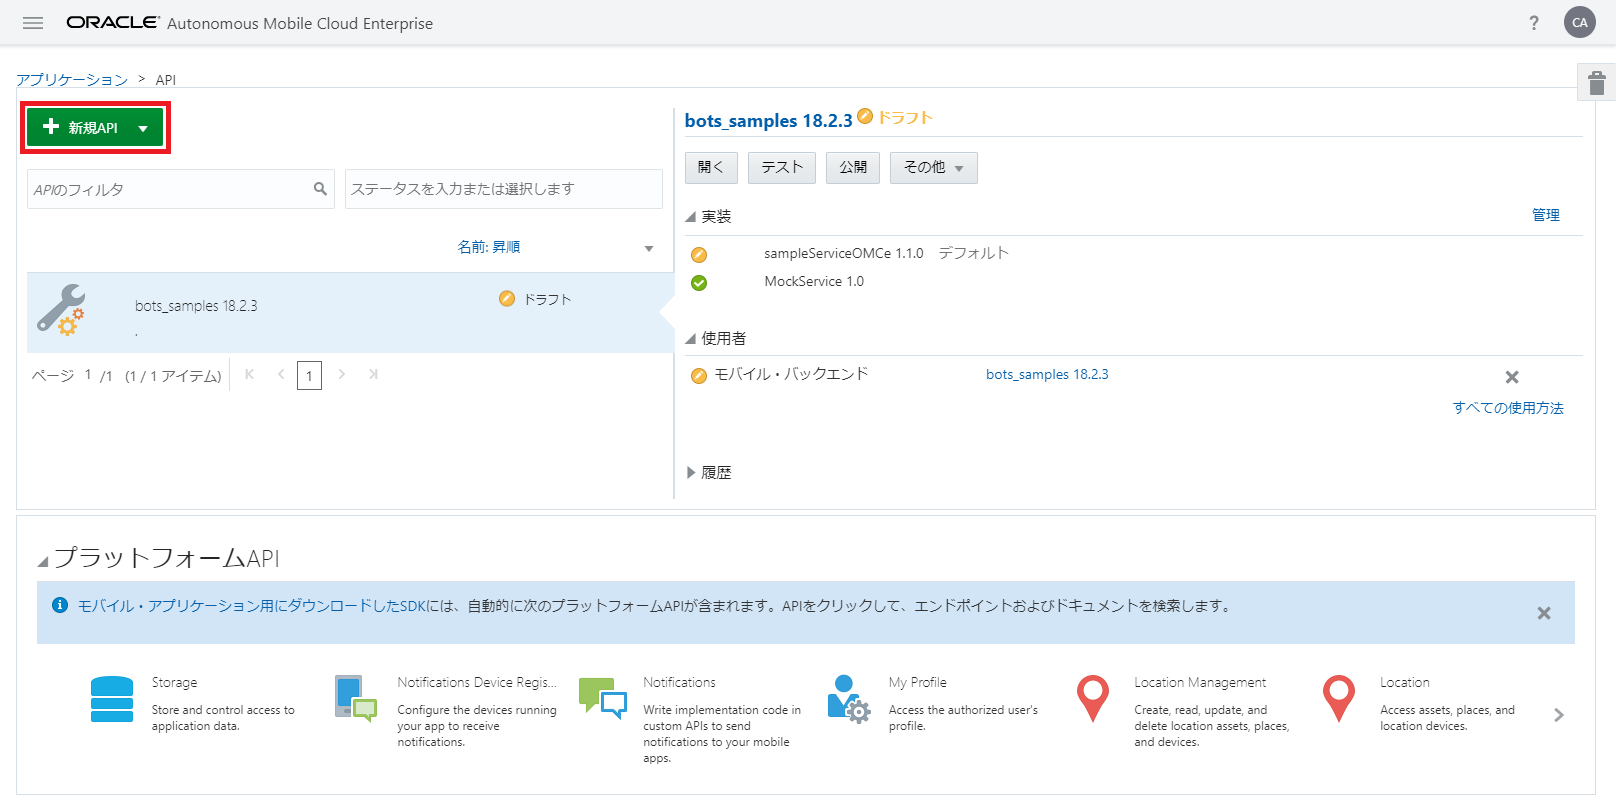 ORACLE Autonomous Mobile Cloud Enterprise
? CA
アプリケーション > API
新規API
APIのフィルタ
ステータスを入力または選択します
名前: 昇順
bots_samples 18.2.3
ドラフト
.
ページ 1 /1 (1 / 1 アイテム) 1
bots_samples 18.2.3 ドラフト
開く テスト 公開 その他
実装 管理
sampleServiceOMCe 1.1.0 デフォルト
MockService 1.0
使用者
モバイル・バックエンド bots_samples 18.2.3
すべての使用方法
履歴
プラットフォームAPI
モバイル・アプリケーション用にダウンロードしたSDKには、自動的に次のプラットフォームAPIが含まれます。APIをクリックして、エンドポイントおよびドキュメントを検索します。
Storage
Store and control access to
application data.
Notifications Device Regis...
Configure the devices running
your app to receive
notifications.
Notifications
Write implementation code in
custom APIs to send
notifications to your mobile
apps.
My Profile
Access the authorized user's
profile.
Location Management
Create, read, update, and
delete location assets, places,
and devices.
Location
Access assets, places, and
location devices.